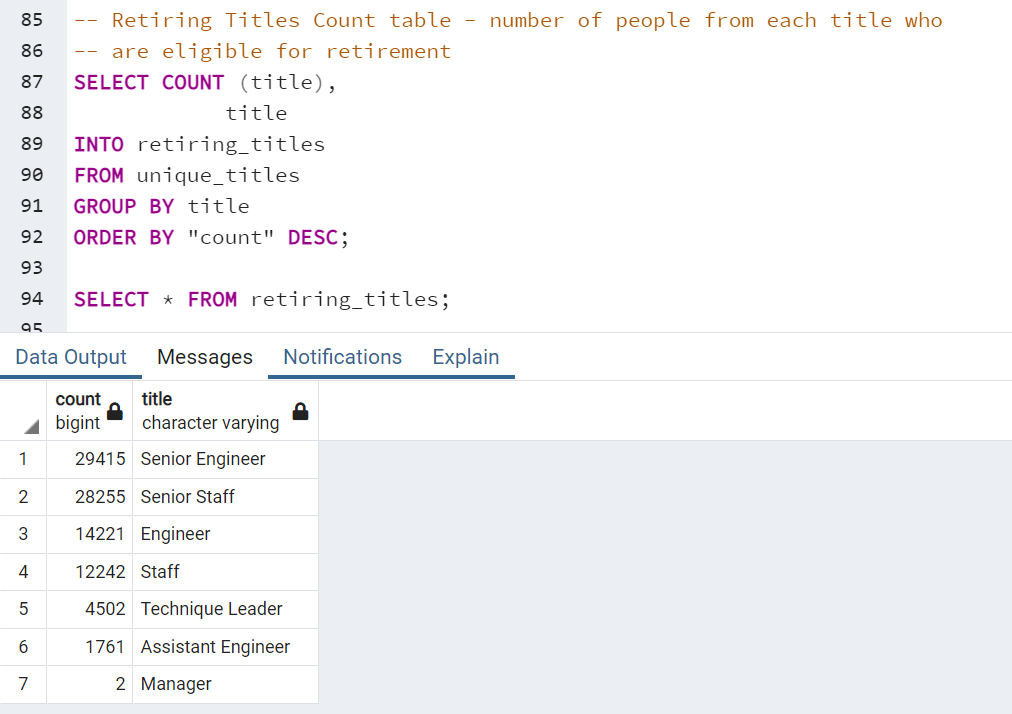 85 -- Retiring Titles Count table - number of people from each title who
86 -- are eligible for retirement
87 SELECT COUNT (title),
88 title
89 INTO retiring_titles
90 FROM unique_titles
91 GROUP BY title
92 ORDER BY "count" DESC;
93
94 SELECT * FROM retiring_titles;
95
Data Output Messages Notifications Explain
count title
bigint character varying
1 29415 Senior Engineer
2 28255 Senior Staff
3 14221 Engineer
4 12242 Staff
5 4502 Technique Leader
6 1761 Assistant Engineer
7 2 Manager